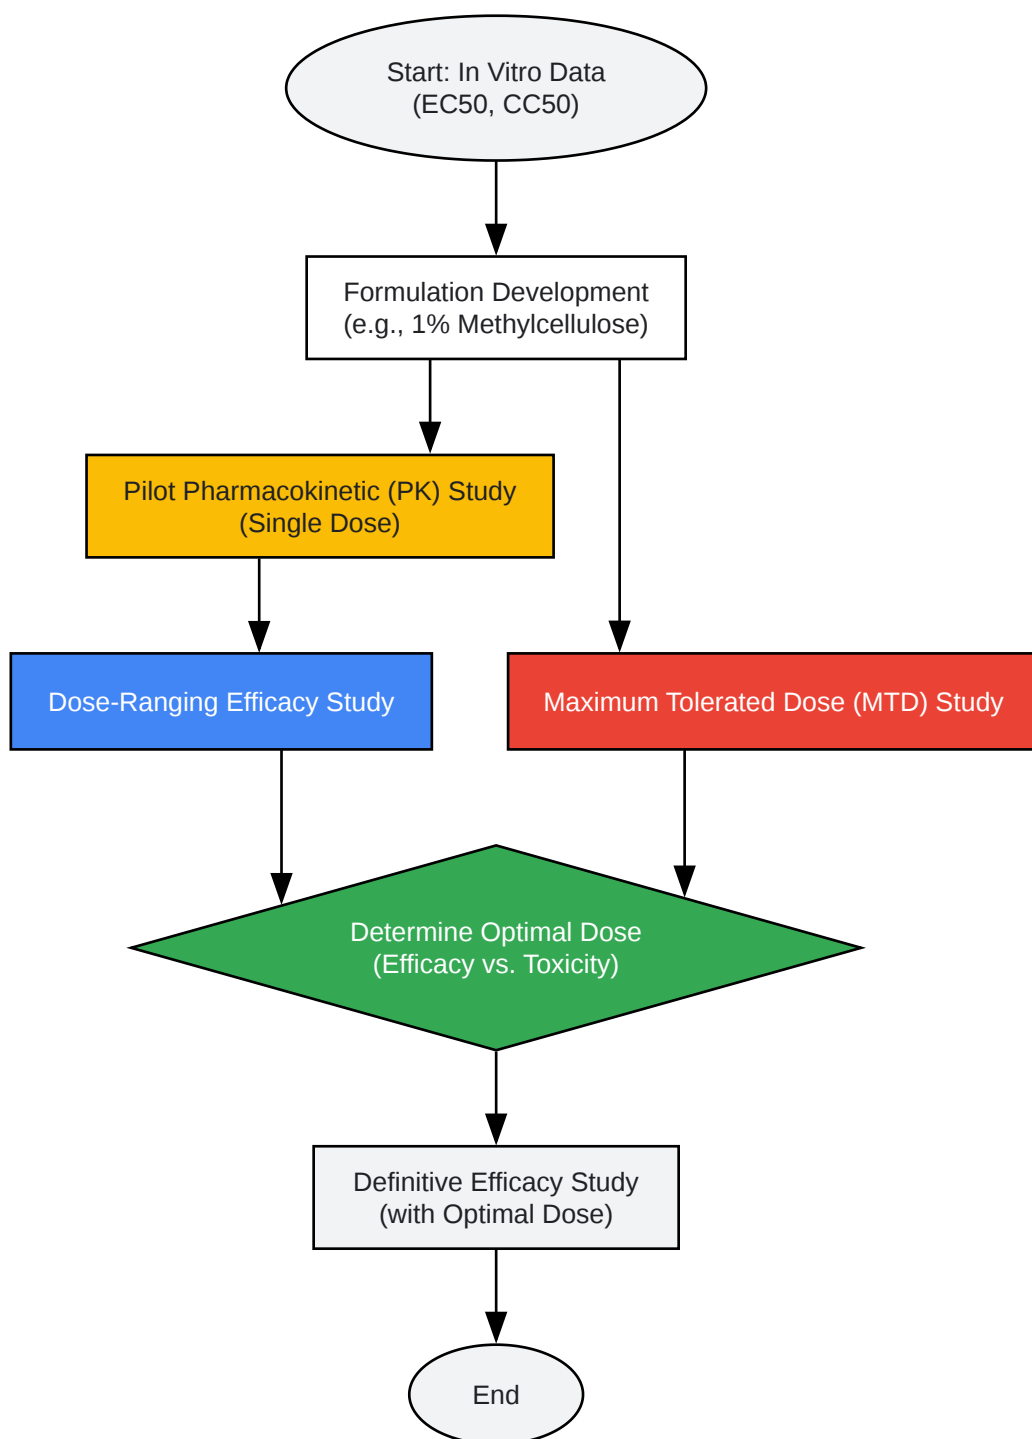 Start: In Vitro Data
(EC50, CC50)
Formulation Development
(e.g., 1% Methylcellulose)
Pilot Pharmacokinetic (PK) Study
(Single Dose)
Dose-Ranging Efficacy Study
Maximum Tolerated Dose (MTD) Study
Determine Optimal Dose
(Efficacy vs. Toxicity)
Definitive Efficacy Study
(with Optimal Dose)
End